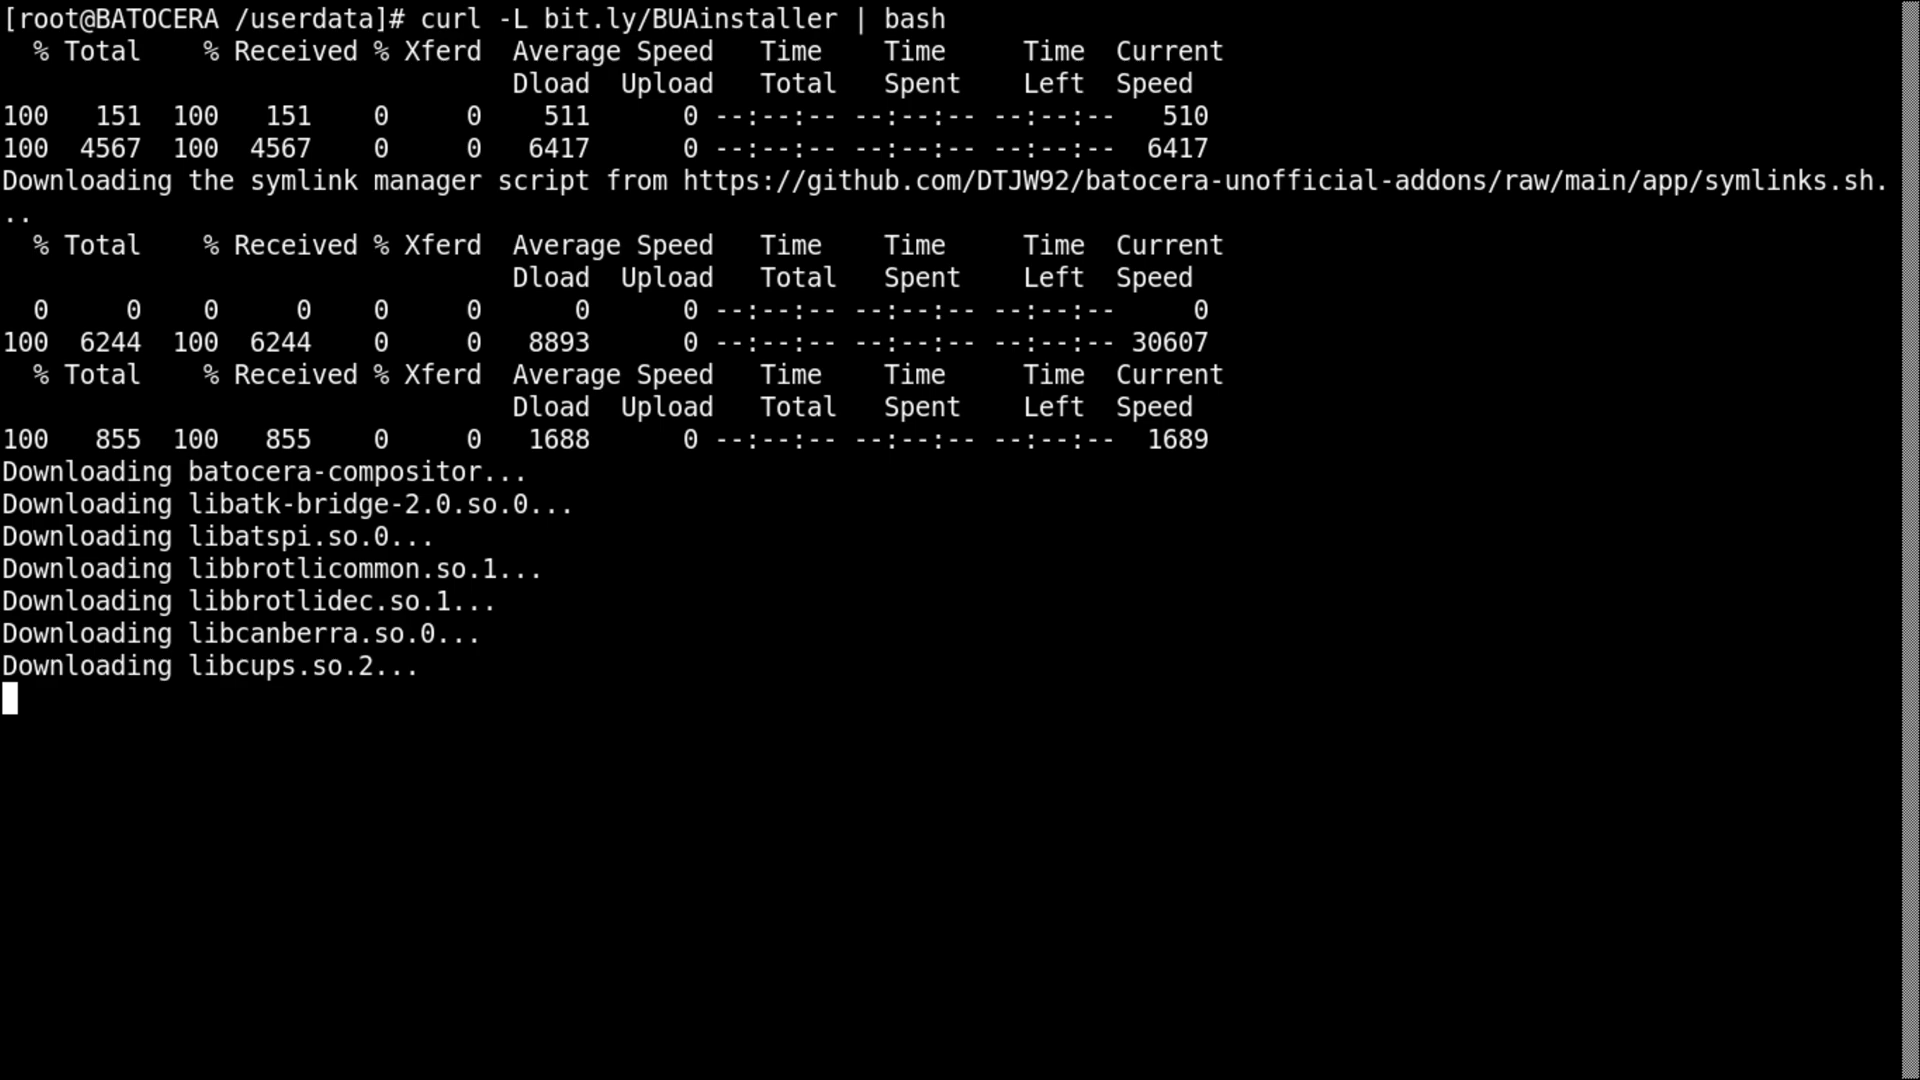 [root@BATOCERA /userdata]# curl -L bit.ly/BUAinstaller | bash
  % Total    % Received % Xferd  Average Speed   Time    Time     Time  Current
                                 Dload  Upload   Total   Spent    Left  Speed
100   151  100   151    0     0    511      0 --:--:-- --:--:-- --:--:--   510
100  4567  100  4567    0     0   6417      0 --:--:-- --:--:-- --:--:--  6417
Downloading the symlink manager script from https://github.com/DTJW92/batocera-unofficial-addons/raw/main/app/symlinks.sh.
..
  % Total    % Received % Xferd  Average Speed   Time    Time     Time  Current
                                 Dload  Upload   Total   Spent    Left  Speed
  0     0    0     0    0     0      0      0 --:--:-- --:--:-- --:--:--     0
100  6244  100  6244    0     0   8893      0 --:--:-- --:--:-- --:--:-- 30607
  % Total    % Received % Xferd  Average Speed   Time    Time     Time  Current
                                 Dload  Upload   Total   Spent    Left  Speed
100   855  100   855    0     0   1688      0 --:--:-- --:--:-- --:--:--  1689
Downloading batocera-compositor...
Downloading libatk-bridge-2.0.so.0...
Downloading libatspi.so.0...
Downloading libbrotlicommon.so.1...
Downloading libbrotlidec.so.1...
Downloading libcanberra.so.0...
Downloading libcups.so.2...